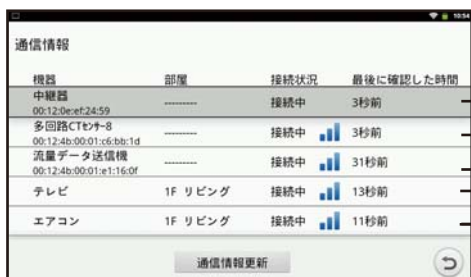 10:54
通信情報
機器 部屋 接続状況 最後に確認した時間
中継器 --------- 接続中 3秒前
00:12:0e:ef:24:59
多回路CTセンサー8 --------- 接続中 3秒前
00:12:4b:00:01:c6:bb:1d
流量データ送信機 --------- 接続中 31秒前
00:12:4b:00:01:e1:16:0f
テレビ 1F リビング 接続中 13秒前
エアコン 1F リビング 接続中 11秒前
通信情報更新